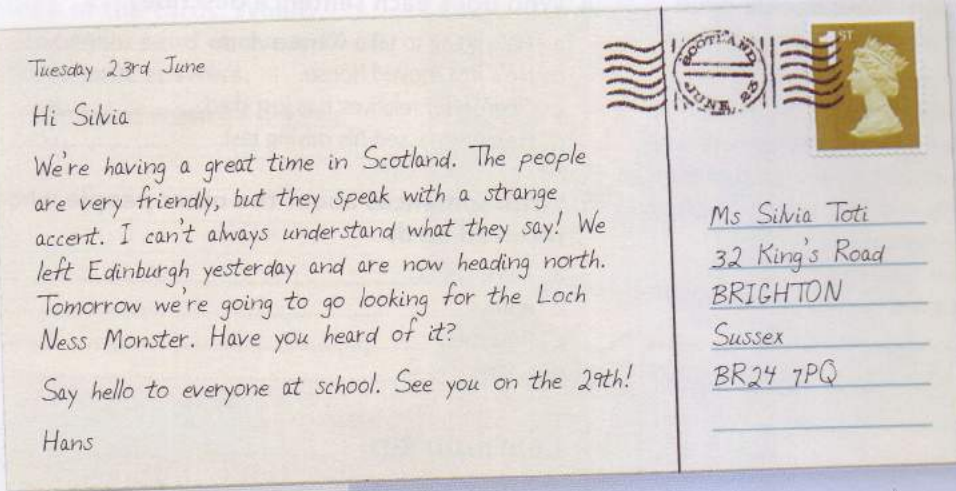 Tuesday 23rd June
Hi Silvia
We're having a great time in Scotland. The people
are very friendly, but they speak with a strange
accent. I can't always understand what they say! We
left Edinburgh yesterday and are now heading north.
Tomorrow we're going to go looking for the Loch
Ness Monster. Have you heard of it?
Say hello to everyone at school. See you on the 29th!
Hans
SCOTLAND
JUNE 23
1ST
Ms Silvia Toti
32 King's Road
BRIGHTON
Sussex
BR24 7PQ